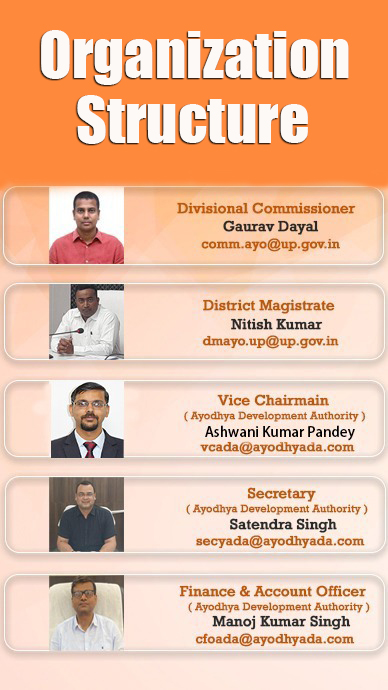 Organization
Structure
Divisional Commissioner
Gaurav Dayal
comm.ayo@up.gov.in
District Magistrate
Nitish Kumar
dmayo.up@up.gov.in
Vice Chairmain
( Ayodhya Development Authority )
Ashwani Kumar Pandey
vcada@ayodhyada.com
Secretary
( Ayodhya Development Authority )
Satendra Singh
secyada@ayodhyada.com
Finance & Account Officer
( Ayodhya Development Authority )
Manoj Kumar Singh
cfoada@ayodhyada.com